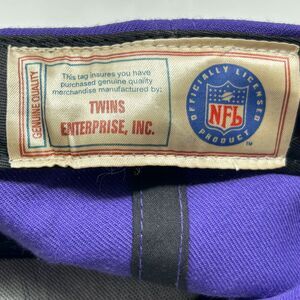 GENUINE QUALITY
This tag insures you have
purchased genuine quality
merchandise manufactured by:
TWINS
ENTERPRISE, INC.
OFFICIALLY LICENSED
NFL
PRODUCT
TM